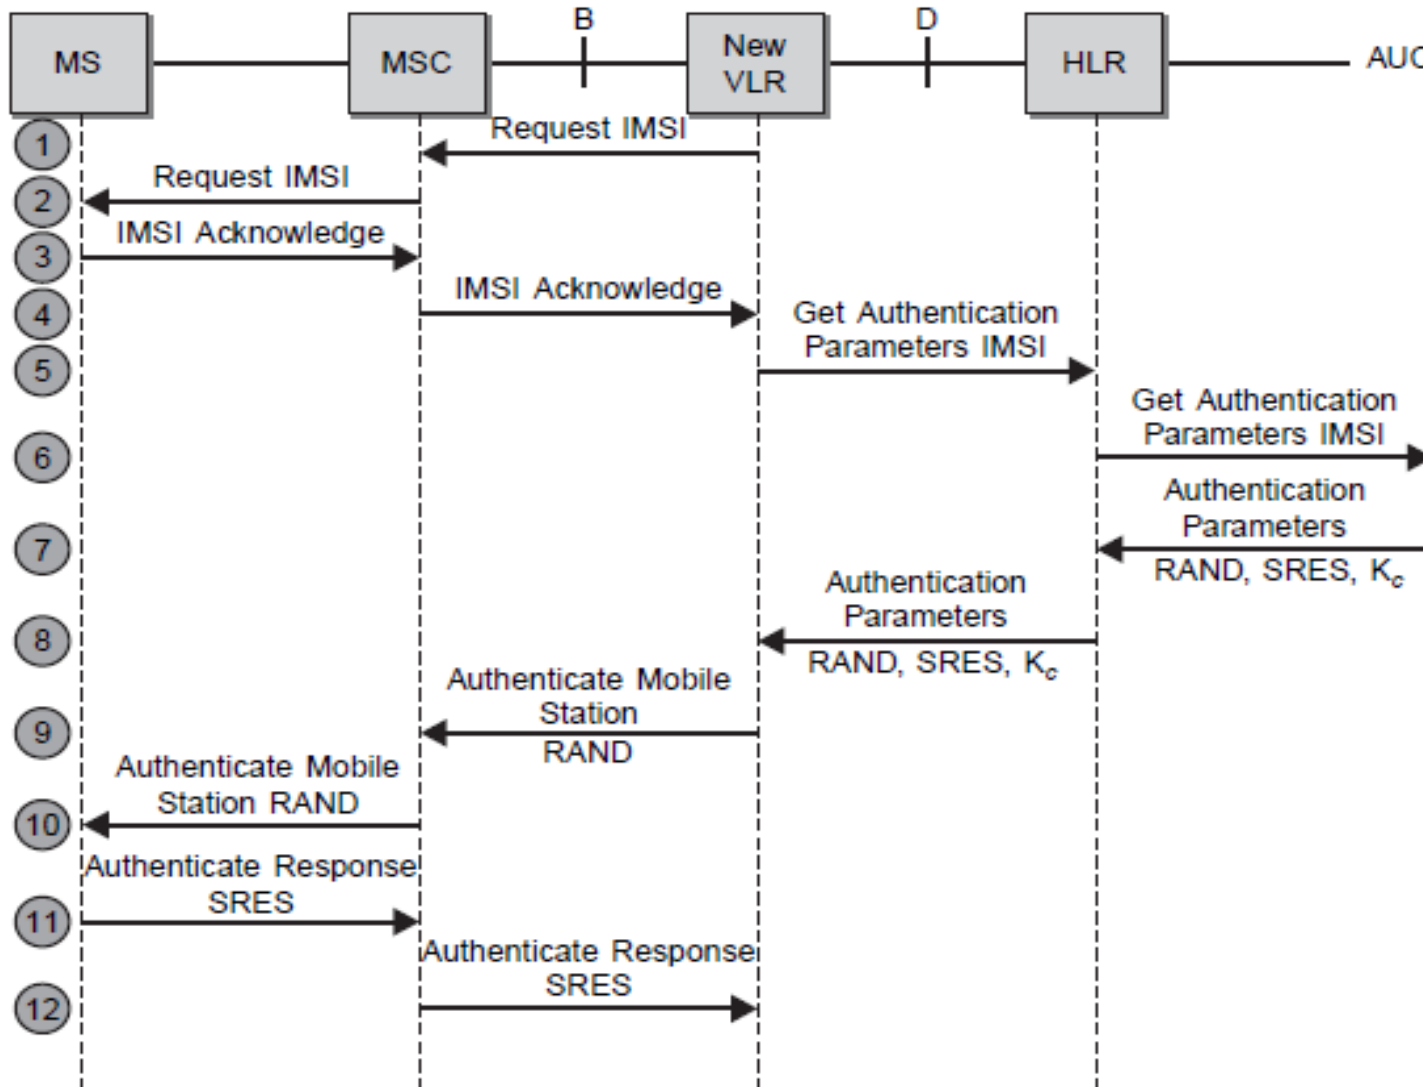 B
D
MS
MSC
New
VLR
HLR
AUC
1
Request IMSI
2
Request IMSI
3
IMSI Acknowledge
4
IMSI Acknowledge
5
Get Authentication
Parameters IMSI
6
Get Authentication
Parameters IMSI
7
Authentication
Parameters
RAND, SRES, Kc
8
Authentication
Parameters
RAND, SRES, Kc
9
Authenticate Mobile
Station
RAND
10
Authenticate Mobile
Station RAND
11
Authenticate Response
SRES
12
Authenticate Response
SRES